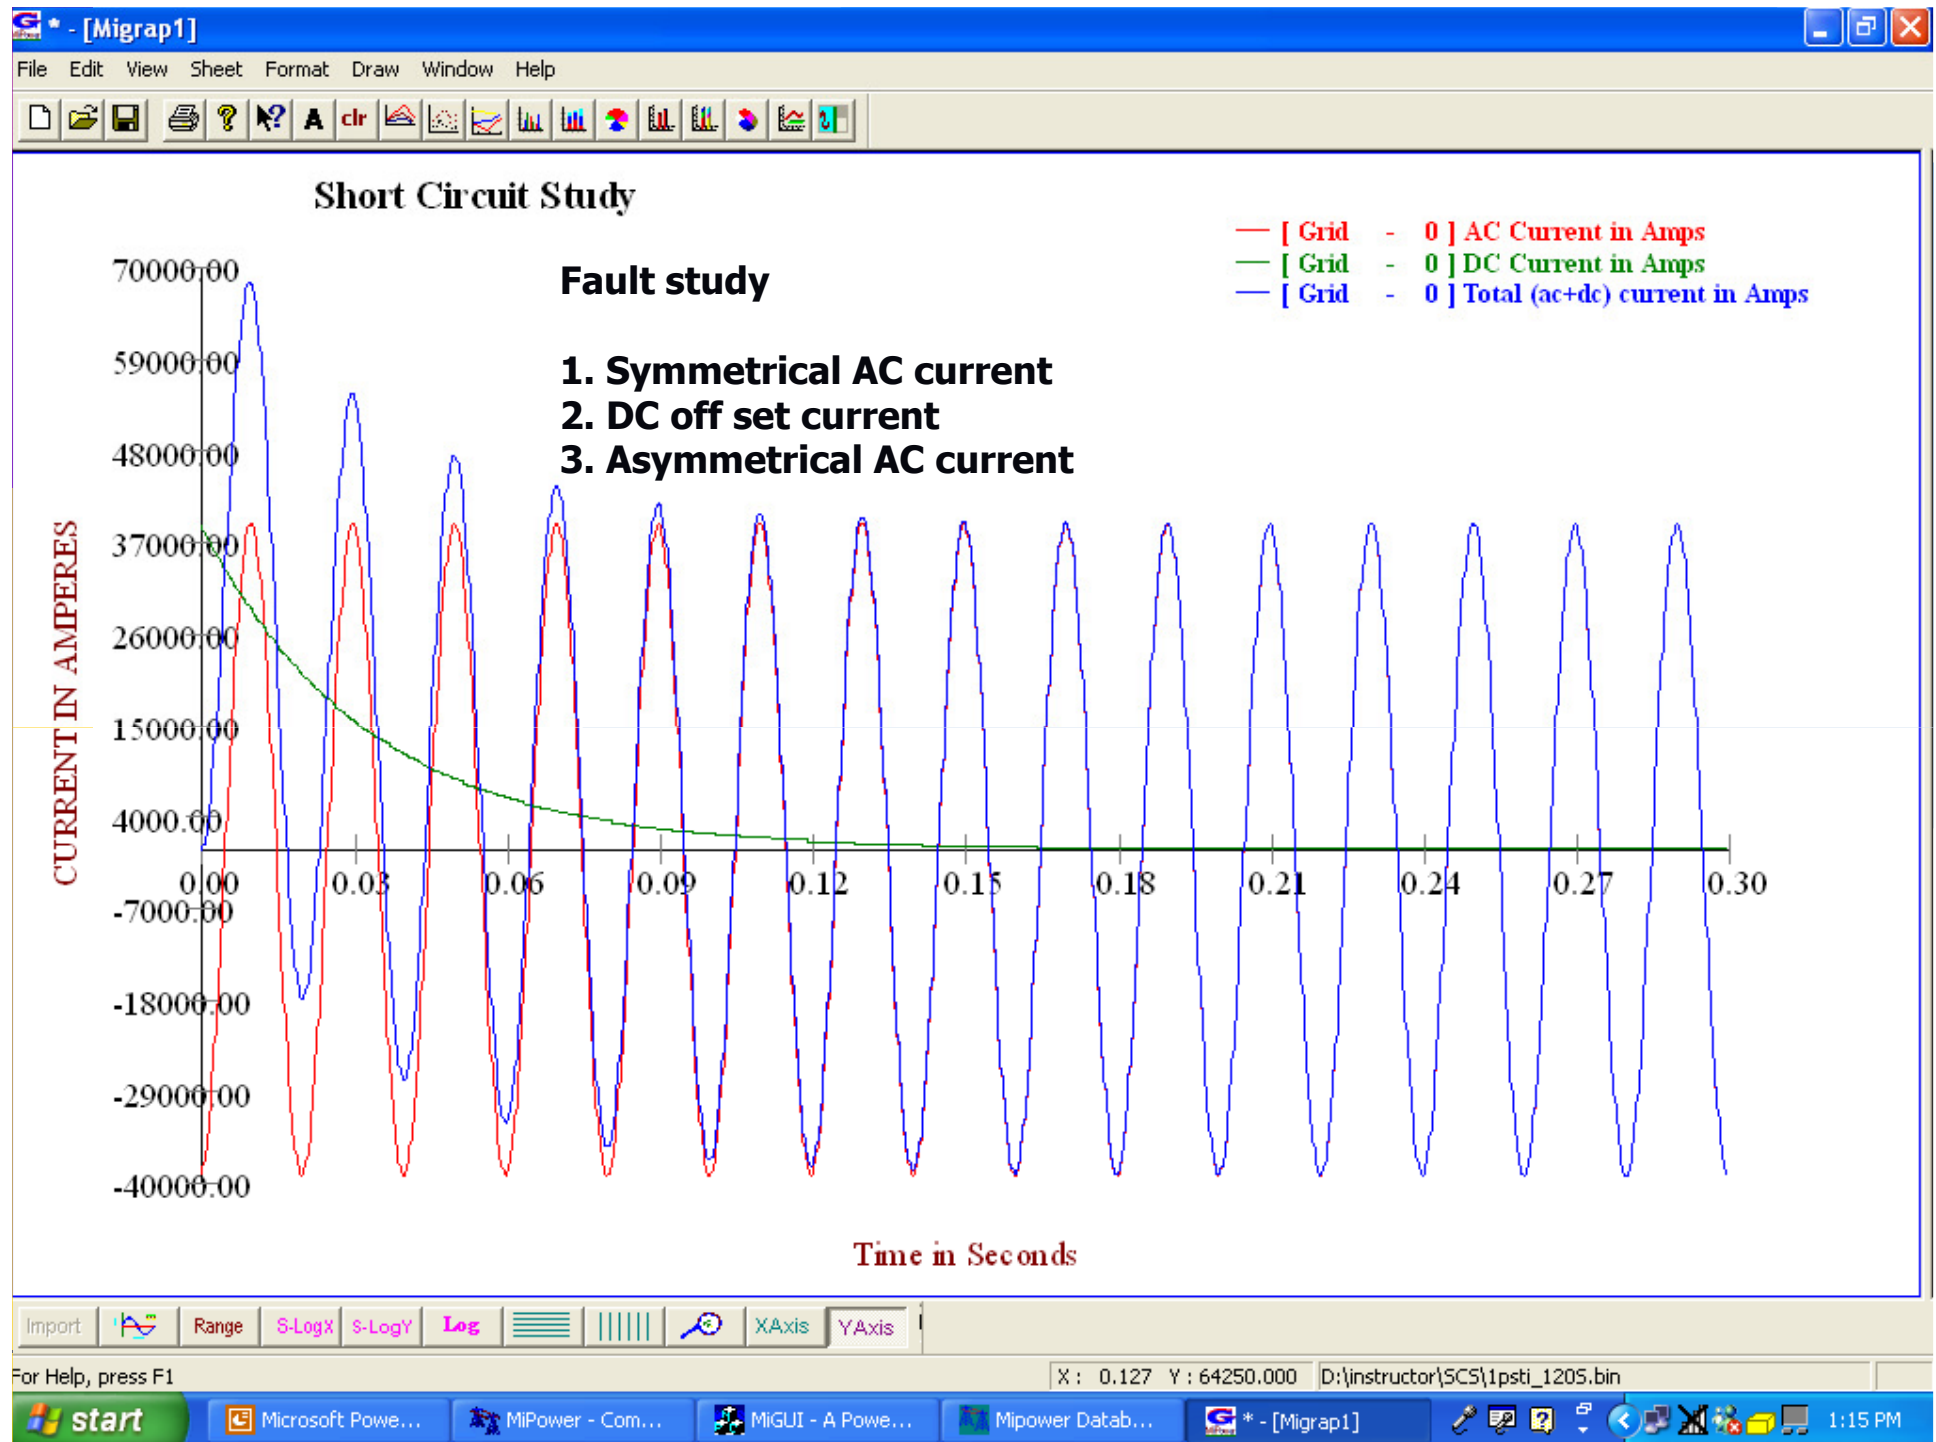 * - [Migrap1]
File Edit View Sheet Format Draw Window Help
A clr
Short Circuit Study
[ Grid - 0 ] AC Current in Amps
[ Grid - 0 ] DC Current in Amps
[ Grid - 0 ] Total (ac+dc) current in Amps
Fault study
1. Symmetrical AC current
2. DC off set current
3. Asymmetrical AC current
CURRENT IN AMPERES
70000.00
59000.00
48000.00
37000.00
26000.00
15000.00
4000.00
-7000.00
-18000.00
-29000.00
-40000.00
0.00 0.03 0.06 0.09 0.12 0.15 0.18 0.21 0.24 0.27 0.30
Time in Seconds
Import Range S-LogX S-LogY Log XAxis YAxis
For Help, press F1
X : 0.127 Y : 64250.000 D:\instructor\SCS\1psti_120S.bin
start Microsoft Powe... MiPower - Com... MiGUI - A Powe... Mipower Datab... * - [Migrap1] 1:15 PM